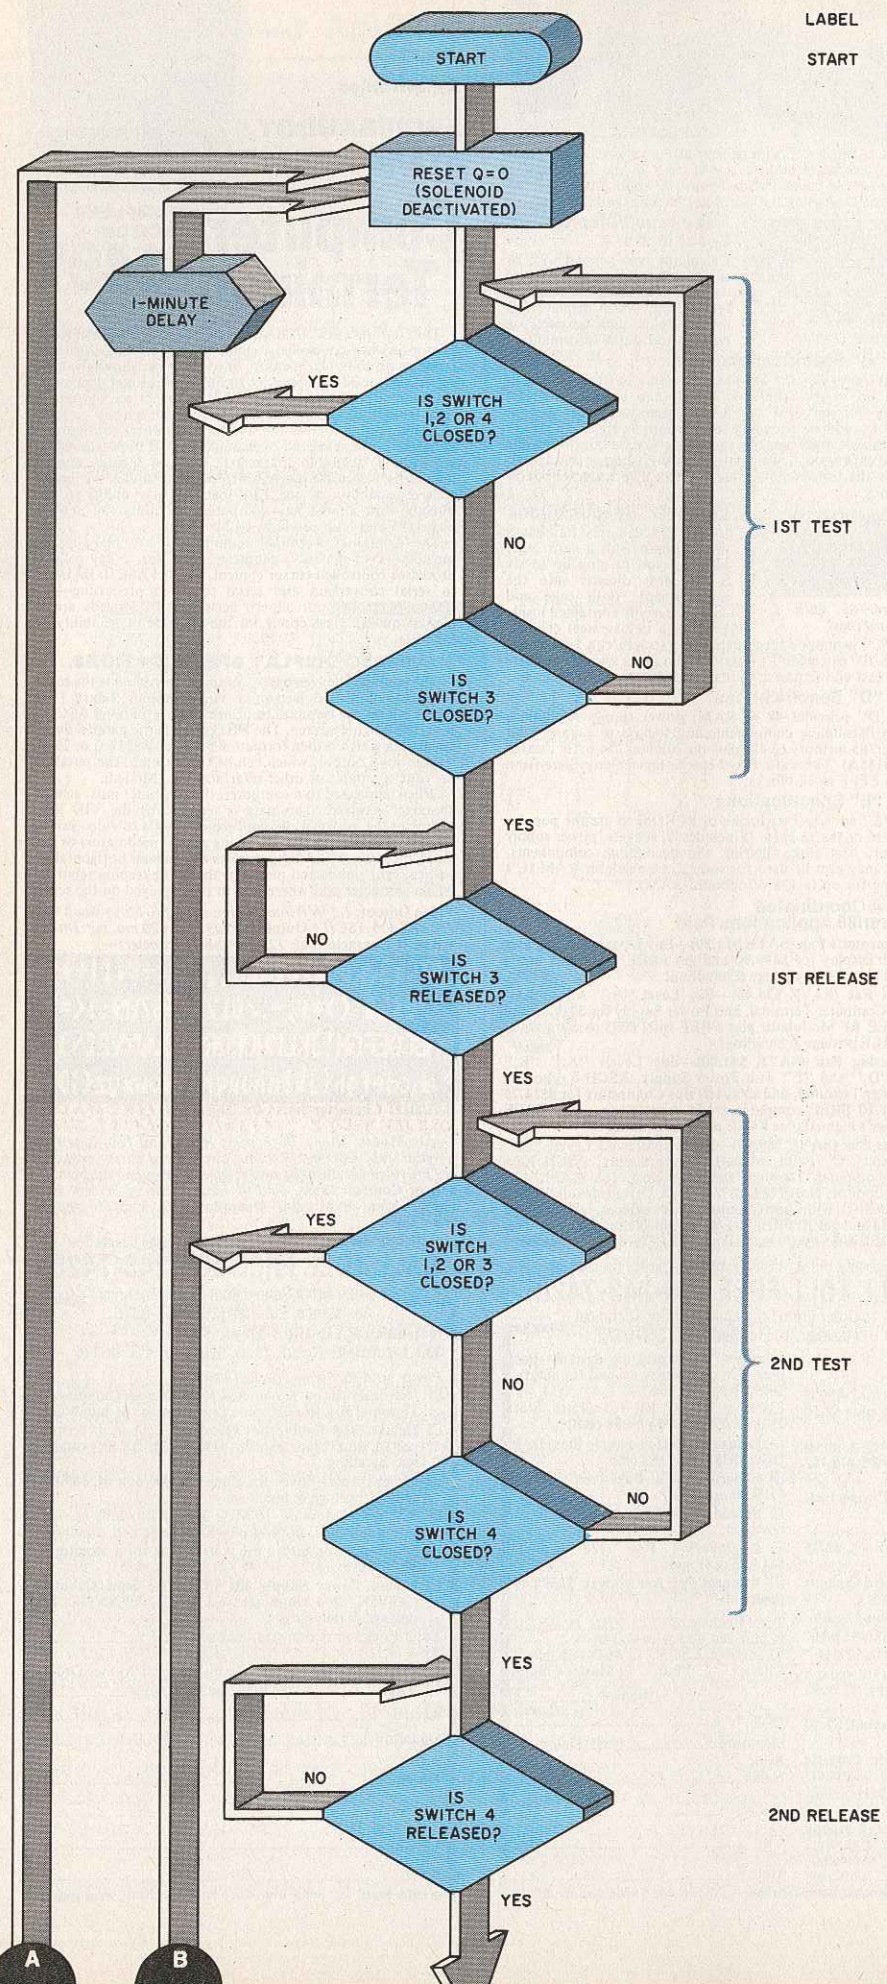 LABEL
START
START
RESET Q=0
(SOLENOID
DEACTIVATED)
1-MINUTE
DELAY
YES
IS SWITCH
1,2 OR 4
CLOSED?
1ST TEST
NO
IS
SWITCH 3
CLOSED?
NO
YES
NO
IS
SWITCH 3
RELEASED?
1ST RELEASE
YES
YES
IS
SWITCH
1,2 OR 3
CLOSED?
2ND TEST
NO
IS
SWITCH 4
CLOSED?
NO
YES
NO
IS
SWITCH 4
RELEASED?
2ND RELEASE
YES
A
B